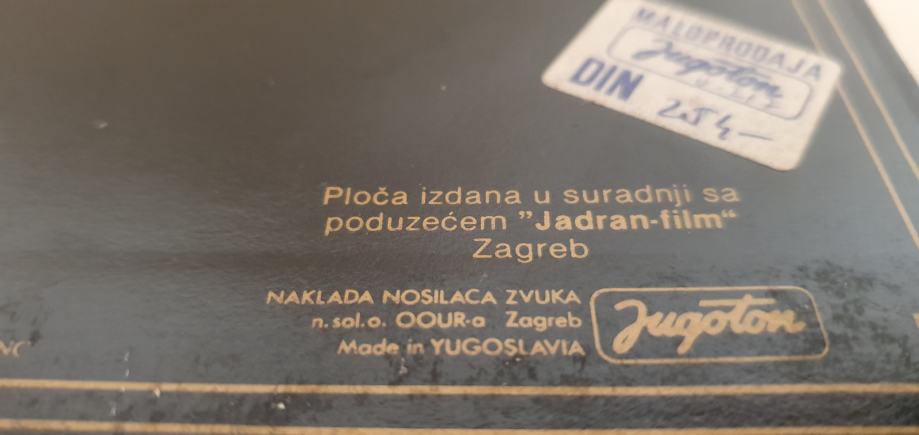 MALOPRODAJA
Jugoton
DIN 254-
Ploča izdana u suradnji sa
poduzećem "Jadran-film"
Zagreb
NAKLADA NOSILACA ZVUKA
n.sol.o. OOUR-a Zagreb
Made in YUGOSLAVIA
Jugoton